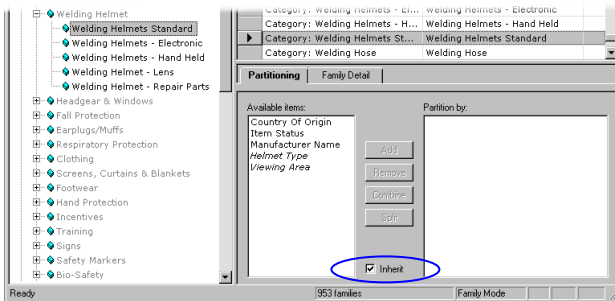 Welding Helmet
Welding Helmets Standard
Welding Helmets - Electronic
Welding Helmets - Hand Held
Welding Helmet - Lens
Welding Helmet - Repair Parts
Headgear & Windows
Fall Protection
Earplugs/Muffs
Respiratory Protection
Clothing
Screens, Curtains & Blankets
Footwear
Hand Protection
Incentives
Training
Signs
Safety Markers
Bio-Safety
Category: Welding Helmets - El... Welding Helmets - Electronic
Category: Welding Helmets - H... Welding Helmets - Hand Held
Category: Welding Helmets St... Welding Helmets Standard
Category: Welding Hose Welding Hose
Partitioning Family Detail
Available items:
Country Of Origin
Item Status
Manufacturer Name
Helmet Type
Viewing Area
Add
Remove
Combine
Split
Inherit
Partition by:
Ready 953 families Family Mode